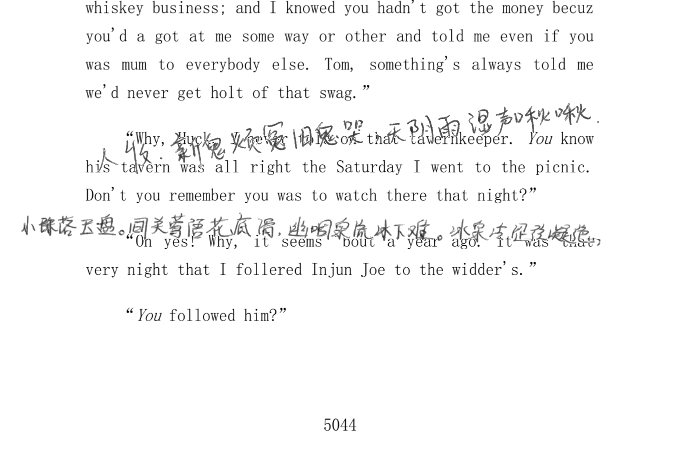 whiskey business; and I knowed you hadn't got the money becuz
you'd a got at me some way or other and told me even if you
was mum to everybody else. Tom, something's always told me
we'd never get holt of that swag.”
人收.新鬼烦冤旧鬼哭,天阴雨湿声啾啾.
“Why, Huck, I never told on that tavernkeeper. You know
his tavern was all right the Saturday I went to the picnic.
Don't you remember you was to watch there that night?”
小珠落玉盘。间关莺语花底滑,幽咽泉流冰下难。冰泉冷涩弦凝绝,
“Oh yes! Why, it seems 'bout a year ago. It was that
very night that I follered Injun Joe to the widder's.”
“You followed him?”
5044